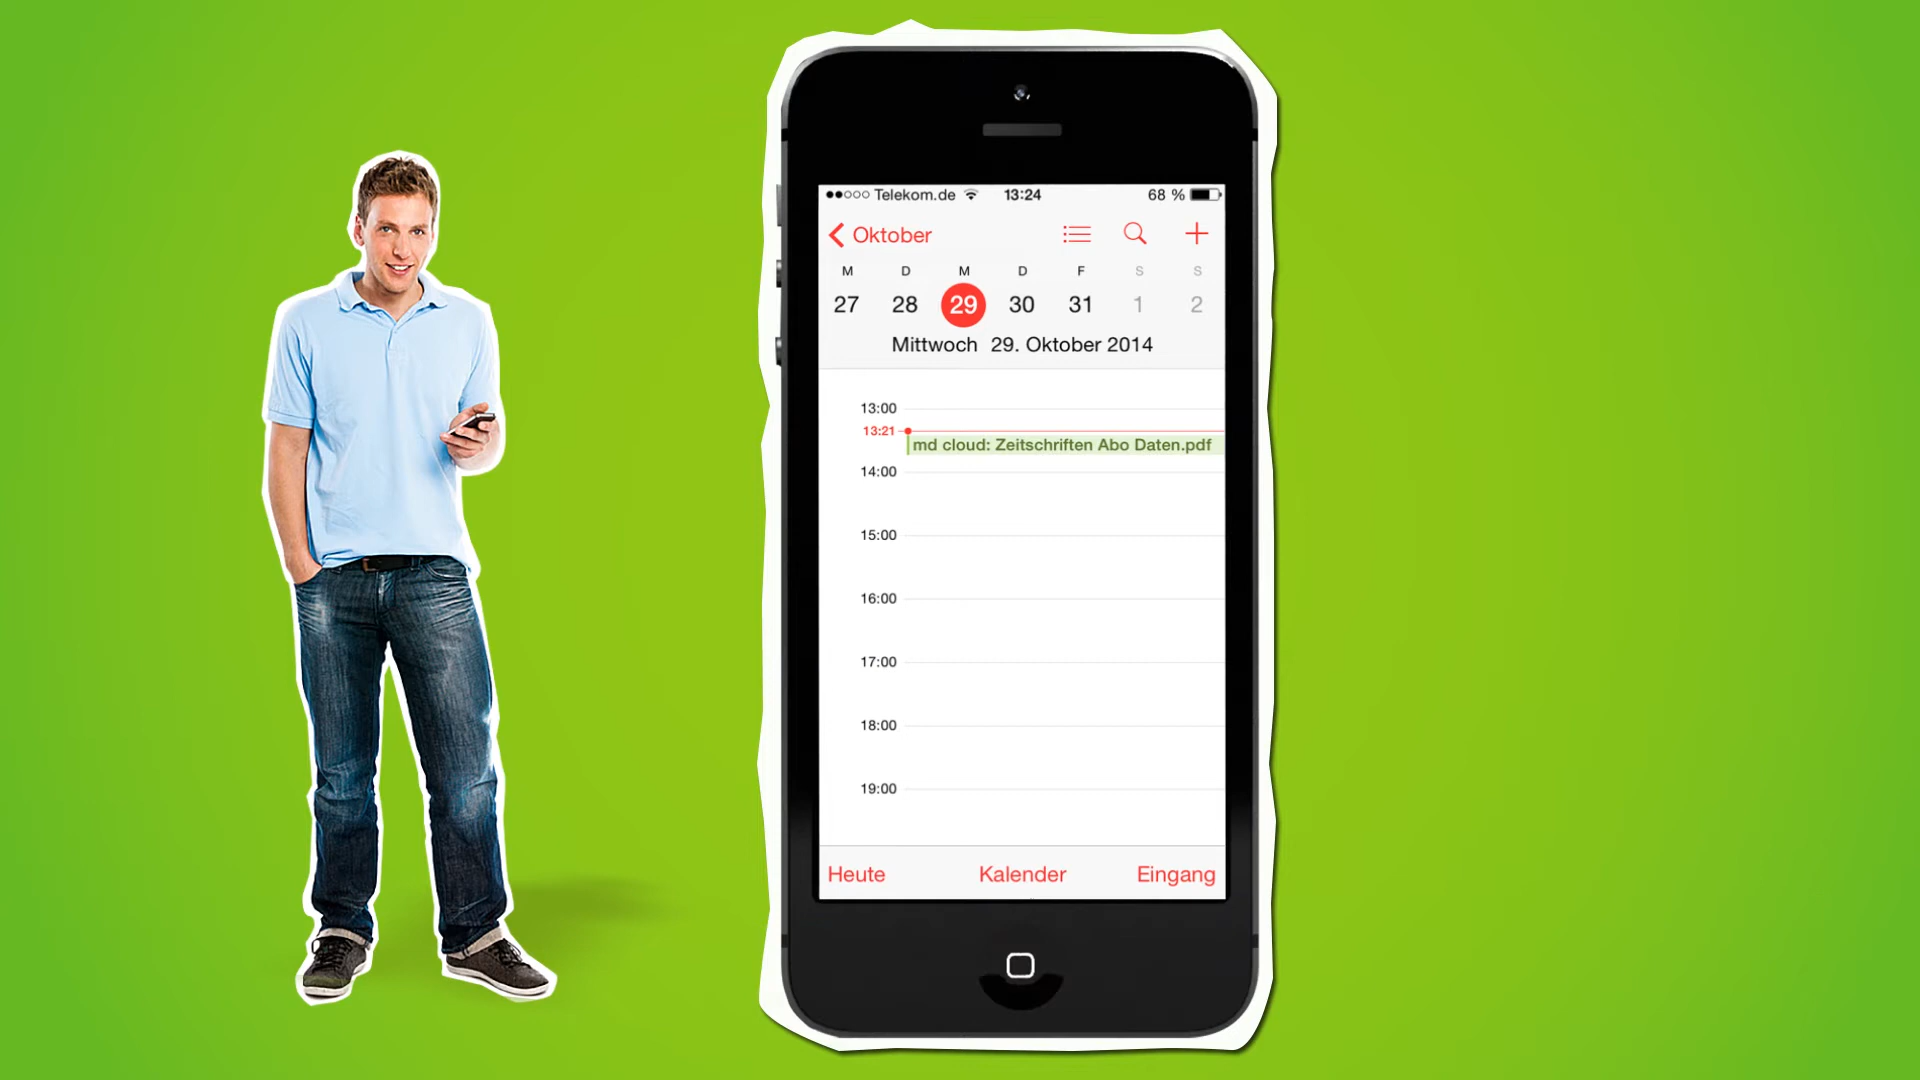 Telekom.de 13:24 68 %
Oktober
M D M D F S S
27 28 29 30 31 1 2
Mittwoch 29. Oktober 2014
13:00
13:21
md cloud: Zeitschriften Abo Daten.pdf
14:00
15:00
16:00
17:00
18:00
19:00
Heute Kalender Eingang